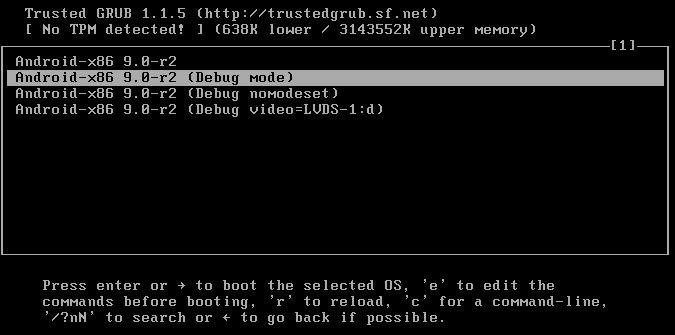 Trusted GRUB 1.1.5 (http://trustedgrub.sf.net)
[ No TPM detected! ] (638K lower / 3143552K upper memory)
[1]
Android-x86 9.0-r2
Android-x86 9.0-r2 (Debug mode)
Android-x86 9.0-r2 (Debug nomodeset)
Android-x86 9.0-r2 (Debug video=LVDS-1:d)
Press enter or → to boot the selected OS, 'e' to edit the
commands before booting, 'r' to reload, 'c' for a command-line,
'/?nN' to search or ← to go back if possible.